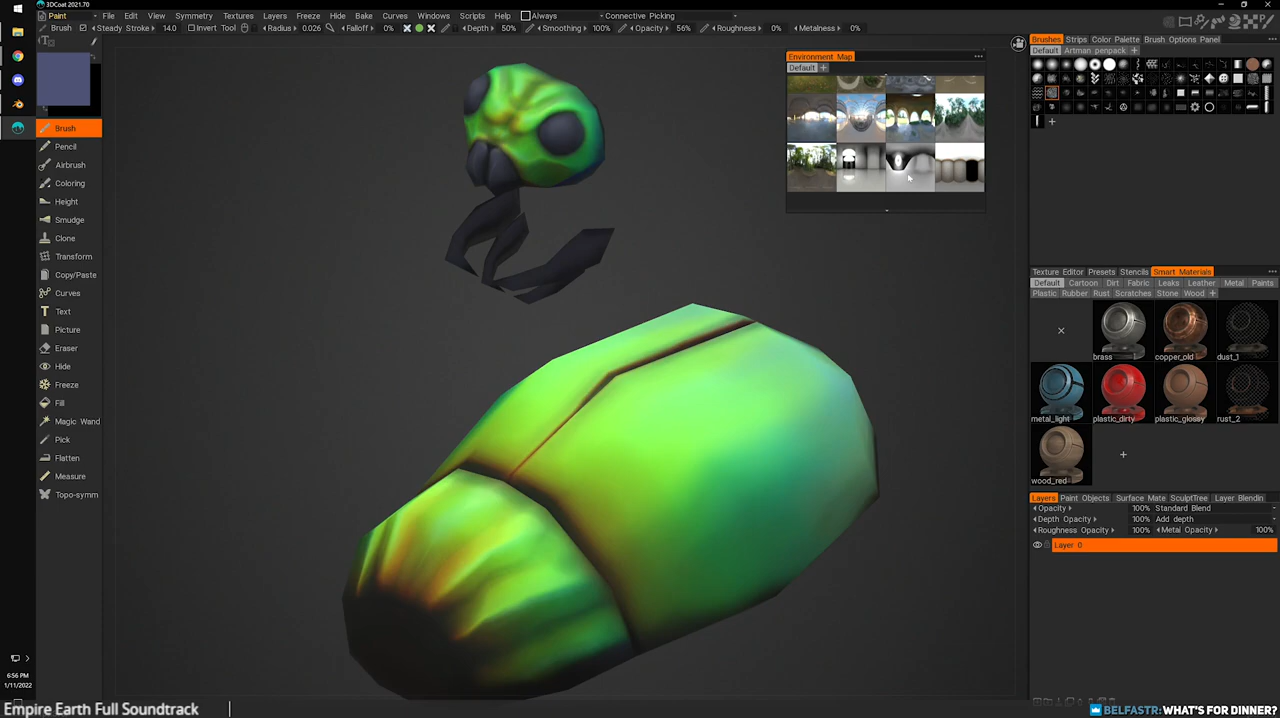 3DCoat 2021.70
Paint File Edit View Symmetry Textures Layers Freeze Hide Bake Curves Windows Scripts Help Always Connective Picking
Brush Steady Stroke 14.0 Invert Tool Radius 0.026 Falloff 0% Depth 50% Smoothing 100% Opacity 56% Roughness 0% Metalness 0%
Brush
Pencil
Airbrush
Coloring
Height
Smudge
Clone
Transform
Copy/Paste
Curves
Text
Picture
Eraser
Hide
Freeze
Fill
Magic Wand
Pick
Flatten
Measure
Topo-symm
Environment Map
Default +
Brushes Strips Color Palette Brush Options Panel
Default Artman penpack +
Texture Editor Presets Stencils Smart Materials
Default Cartoon Dirt Fabric Leaks Leather Metal Paints
Plastic Rubber Rust Scratches Stone Wood +
brass copper_old dust_1
metal_light plastic_dirty plastic_glossy rust_2
wood_red
Layers Paint Objects Surface Mate SculptTree Layer Blendin
Opacity 100% Standard Blend
Depth Opacity 100% Add depth
Roughness Opacity 100% Metal Opacity 100%
Layer 0
6:56 PM
1/11/2022
Empire Earth Full Soundtrack
BELFASTR: WHAT'S FOR DINNER?